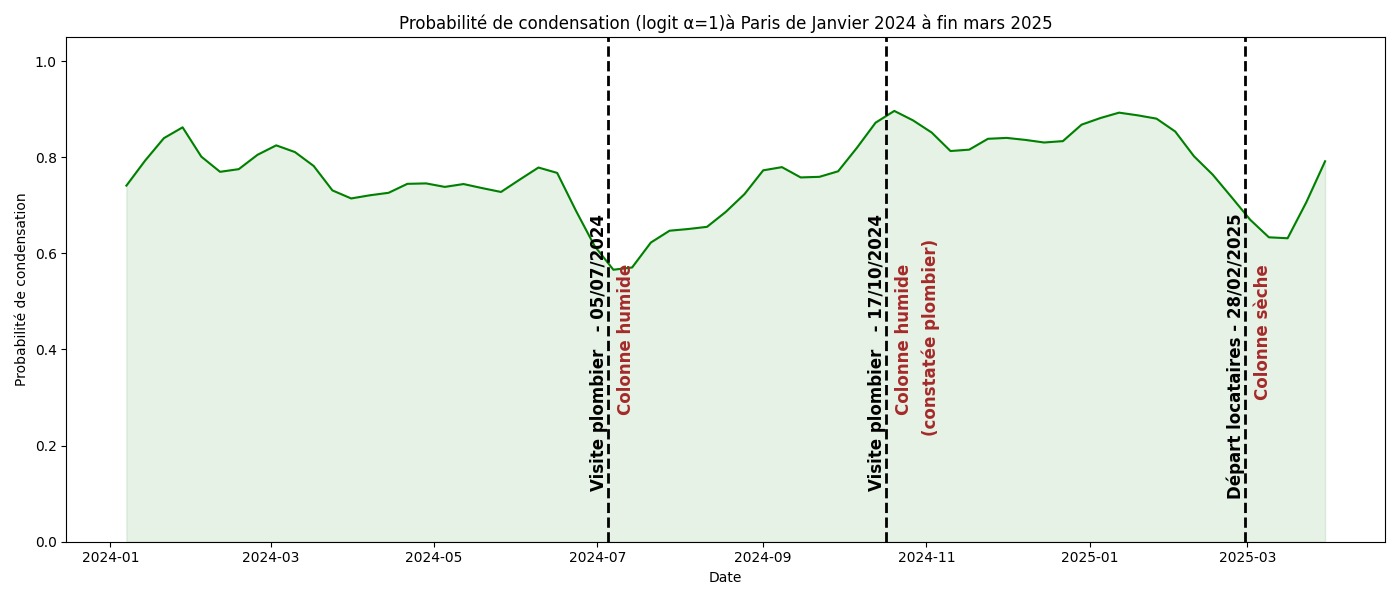 Probabilité de condensation (logit α=1)à Paris de Janvier 2024 à fin mars 2025
Probabilité de condensation
1.0
0.8
0.6
0.4
0.2
0.0
Visite plombier - 05/07/2024
Colonne humide
Visite plombier - 17/10/2024
Colonne humide
(constatée plombier)
Départ locataires - 28/02/2025
Colonne sèche
2024-01
2024-03
2024-05
2024-07
2024-09
2024-11
2025-01
2025-03
Date